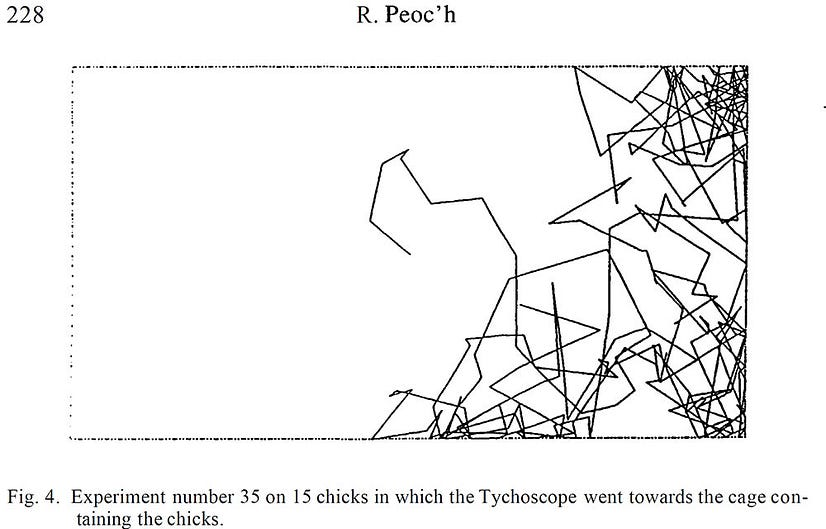 228
R. Peoc'h
Fig. 4. Experiment number 35 on 15 chicks in which the Tychoscope went towards the cage con-
taining the chicks.